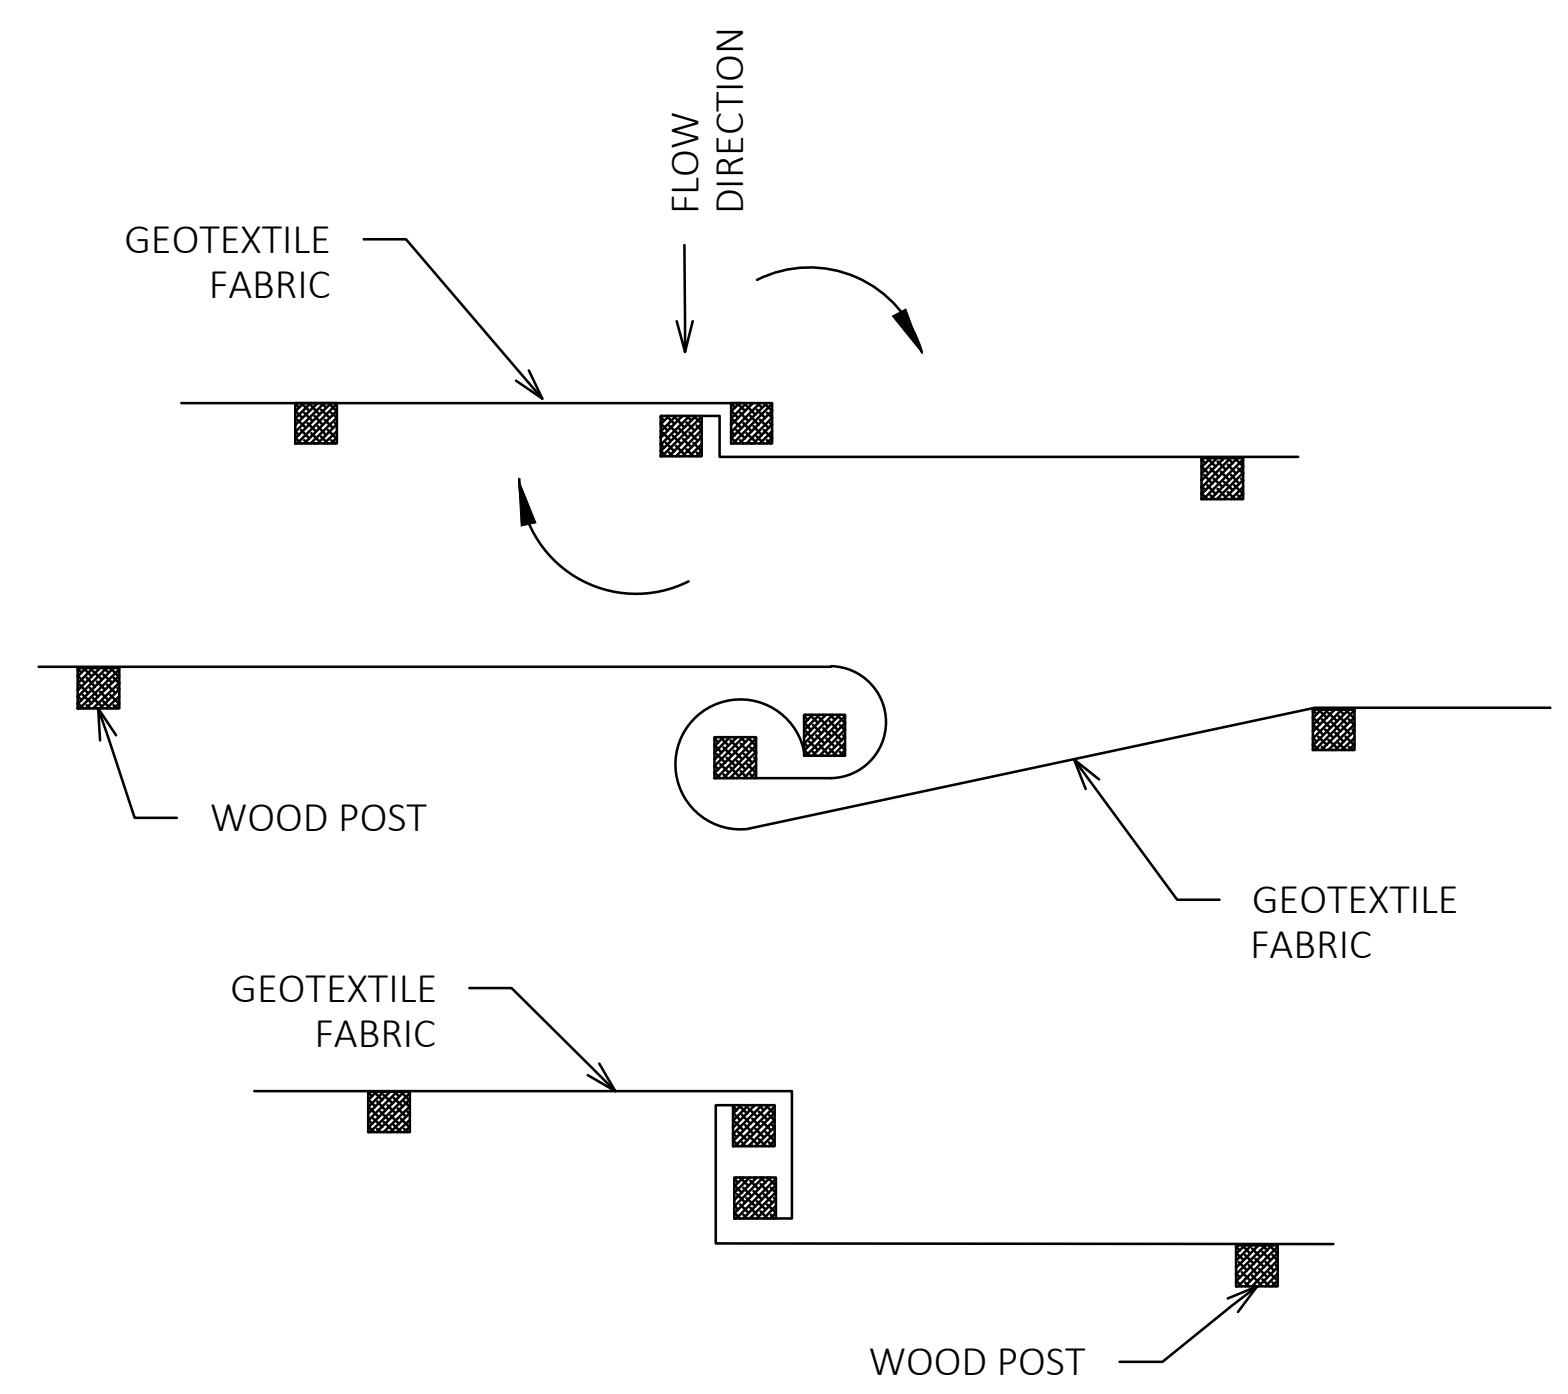 FLOW
DIRECTION
GEOTEXTILE
FABRIC
WOOD POST
GEOTEXTILE
FABRIC
GEOTEXTILE
FABRIC
WOOD POST